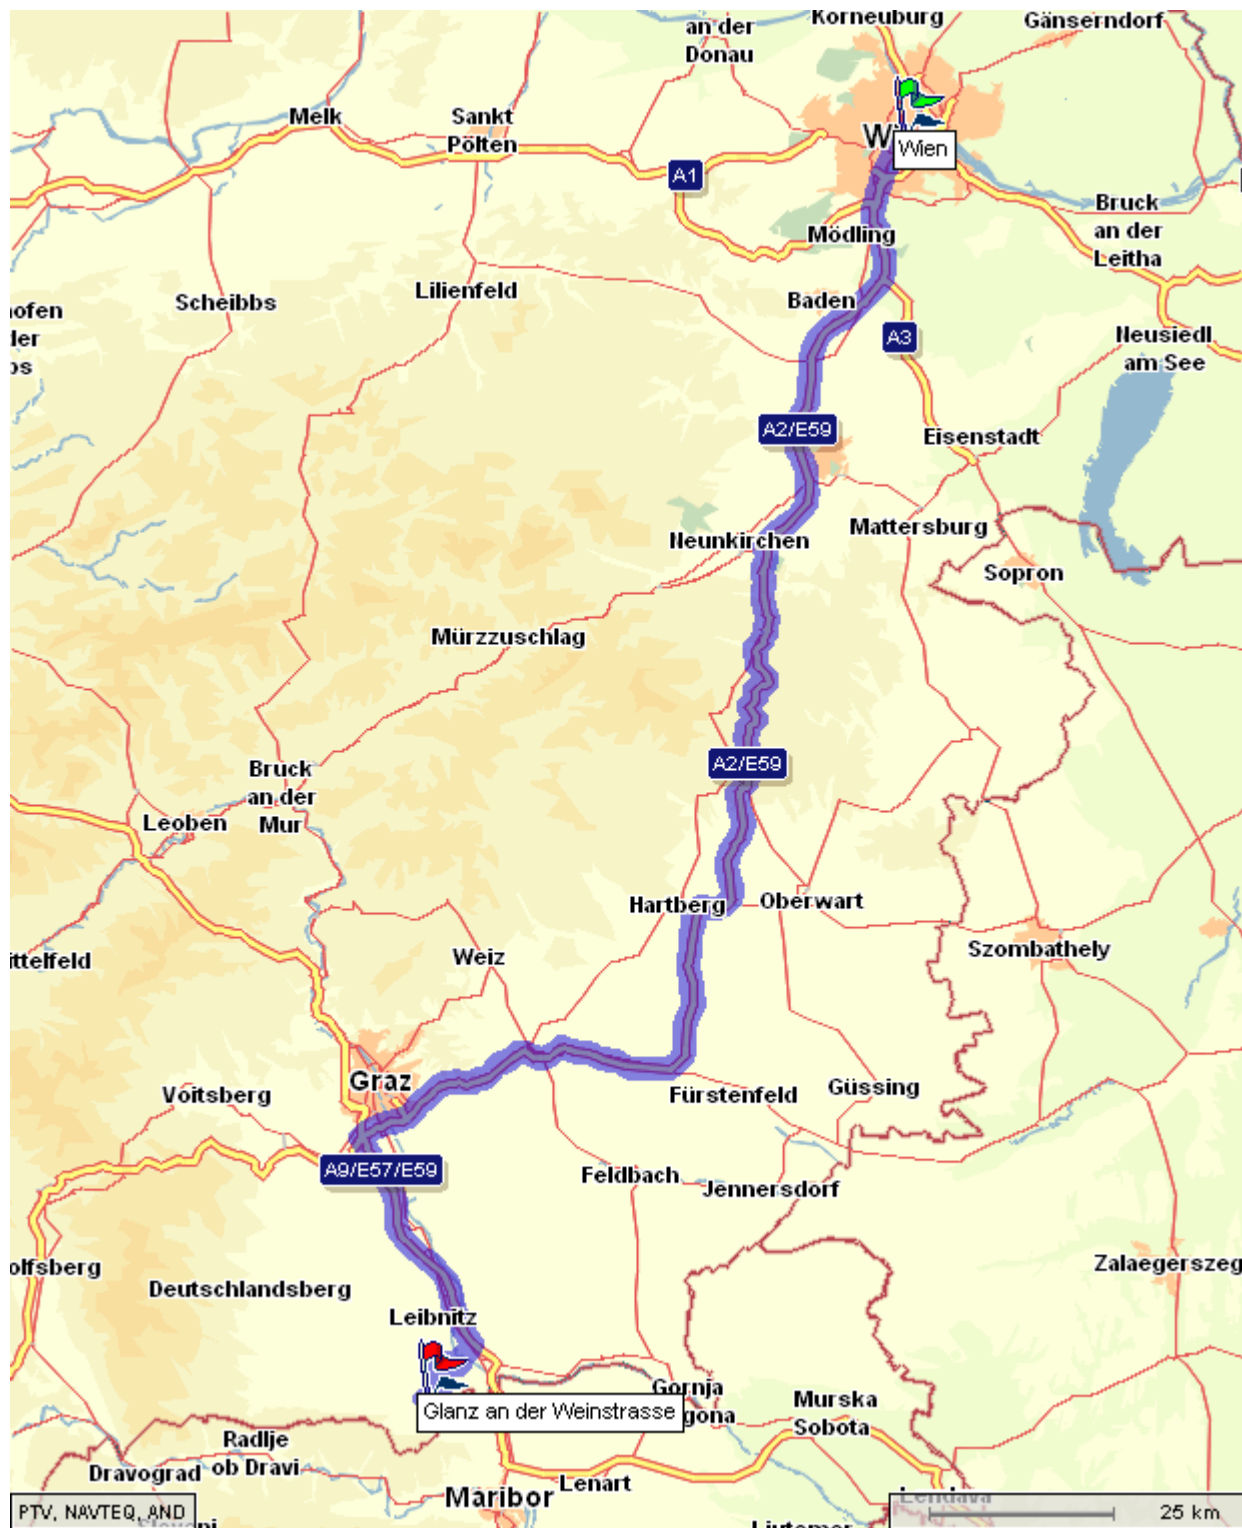 Korneuburg
Gänserndorf
an der
Donau
Melk
Sankt
Pölten
Wien
A1
Bruck
an der
Leitha
Mödling
Lilienfeld
Scheibbs
Baden
A3
Neusiedl
am See
A2/E59
Eisenstadt
Neunkirchen
Mattersburg
Sopron
Mürzzuschlag
A2/E59
Bruck
an der
Mur
Leoben
Hartberg
Oberwart
Weiz
Szombathely
Graz
Voitsberg
Fürstenfeld
Güssing
A9/E57/E59
Feldbach
Jennersdorf
Zalaegerszeg
Deutschlandsberg
Leibnitz
Glanz an der Weinstrasse
Gornja
Murska
Sobota
Radlje
ob Dravi
Dravograd
Lenart
Maribor
Lendava
PTV, NAVTEQ, AND
25 km